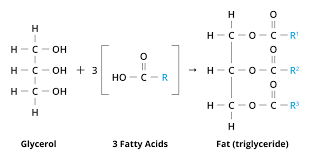 H H O
H — C — OH H — C — O — C — R¹
O O
H — C — OH + 3 HO — C — R → H — C — O — C — R²
O
H — C — OH H — C — O — C — R³
H H
Glycerol 3 Fatty Acids Fat (triglyceride)